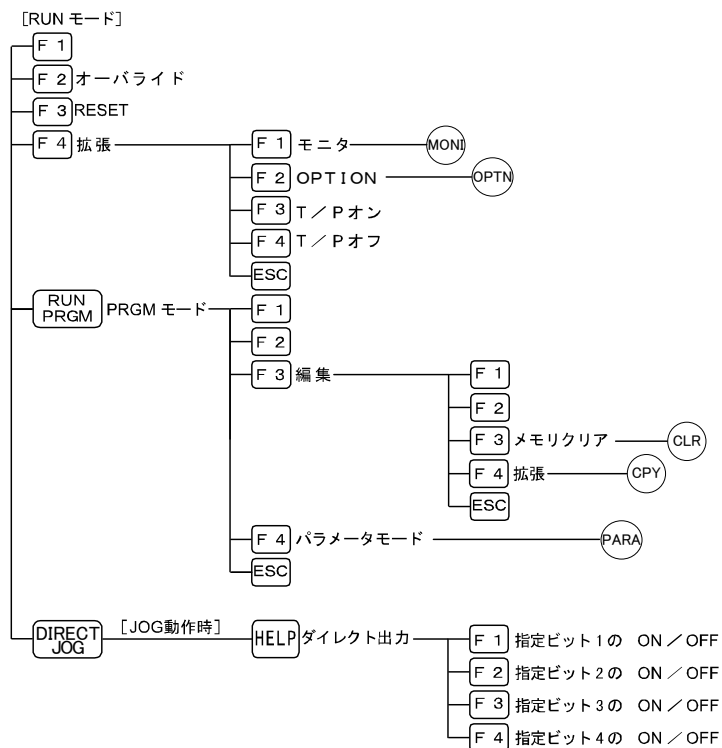 [RUN モード]
F 1
F 2 オーバライド
F 3 RESET
F 4 拡張
F 1 モニタ MONI
F 2 OPTION OPTN
F 3 T／Pオン
F 4 T／Pオフ
ESC
RUN PRGM PRGM モード
F 1
F 2
F 3 編集
F 1
F 2
F 3 メモリクリア CLR
F 4 拡張 CPY
ESC
F 4 パラメータモード PARA
ESC
DIRECT JOG [JOG動作時] HELP ダイレクト出力
F 1 指定ビット1の ON／OFF
F 2 指定ビット2の ON／OFF
F 3 指定ビット3の ON／OFF
F 4 指定ビット4の ON／OFF